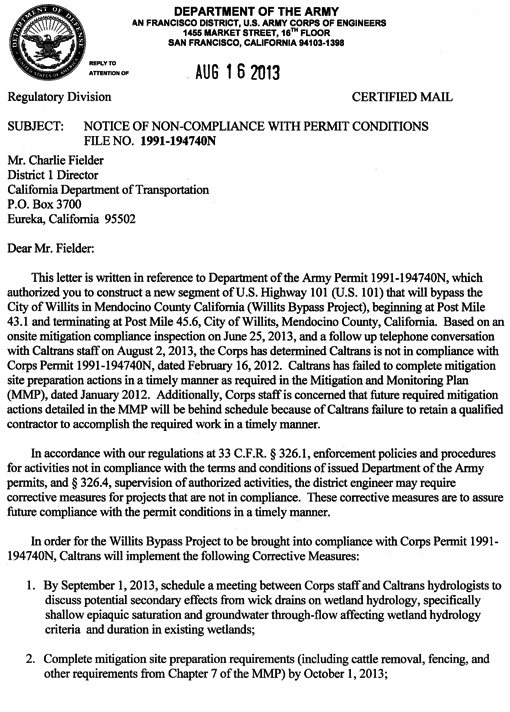 DEPARTMENT OF THE ARMY
AN FRANCISCO DISTRICT, U.S. ARMY CORPS OF ENGINEERS
1455 MARKET STREET, 16TH FLOOR
SAN FRANCISCO, CALIFORNIA 94103-1398
DEPARTMENT OF DEFENSE
UNITED STATES OF AMERICA
REPLY TO
ATTENTION OF
AUG 16 2013
Regulatory Division CERTIFIED MAIL
SUBJECT: NOTICE OF NON-COMPLIANCE WITH PERMIT CONDITIONS
FILE NO. 1991-194740N
Mr. Charlie Fielder
District 1 Director
California Department of Transportation
P.O. Box 3700
Eureka, California 95502
Dear Mr. Fielder:
This letter is written in reference to Department of the Army Permit 1991-194740N, which
authorized you to construct a new segment of U.S. Highway 101 (U.S. 101) that will bypass the
City of Willits in Mendocino County California (Willits Bypass Project), beginning at Post Mile
43.1 and terminating at Post Mile 45.6, City of Willits, Mendocino County, California. Based on an
onsite mitigation compliance inspection on June 25, 2013, and a follow up telephone conversation
with Caltrans staff on August 2, 2013, the Corps has determined Caltrans is not in compliance with
Corps Permit 1991-194740N, dated February 16, 2012. Caltrans has failed to complete mitigation
site preparation actions in a timely manner as required in the Mitigation and Monitoring Plan
(MMP), dated January 2012. Additionally, Corps staff is concerned that future required mitigation
actions detailed in the MMP will be behind schedule because of Caltrans failure to retain a qualified
contractor to accomplish the required work in a timely manner.
In accordance with our regulations at 33 C.F.R. § 326.1, enforcement policies and procedures
for activities not in compliance with the terms and conditions of issued Department of the Army
permits, and § 326.4, supervision of authorized activities, the district engineer may require
corrective measures for projects that are not in compliance. These corrective measures are to assure
future compliance with the permit conditions in a timely manner.
In order for the Willits Bypass Project to be brought into compliance with Corps Permit 1991-
194740N, Caltrans will implement the following Corrective Measures:
1. By September 1, 2013, schedule a meeting between Corps staff and Caltrans hydrologists to
discuss potential secondary effects from wick drains on wetland hydrology, specifically
shallow epiaquic saturation and groundwater through-flow affecting wetland hydrology
criteria and duration in existing wetlands;
2. Complete mitigation site preparation requirements (including cattle removal, fencing, and
other requirements from Chapter 7 of the MMP) by October 1, 2013;